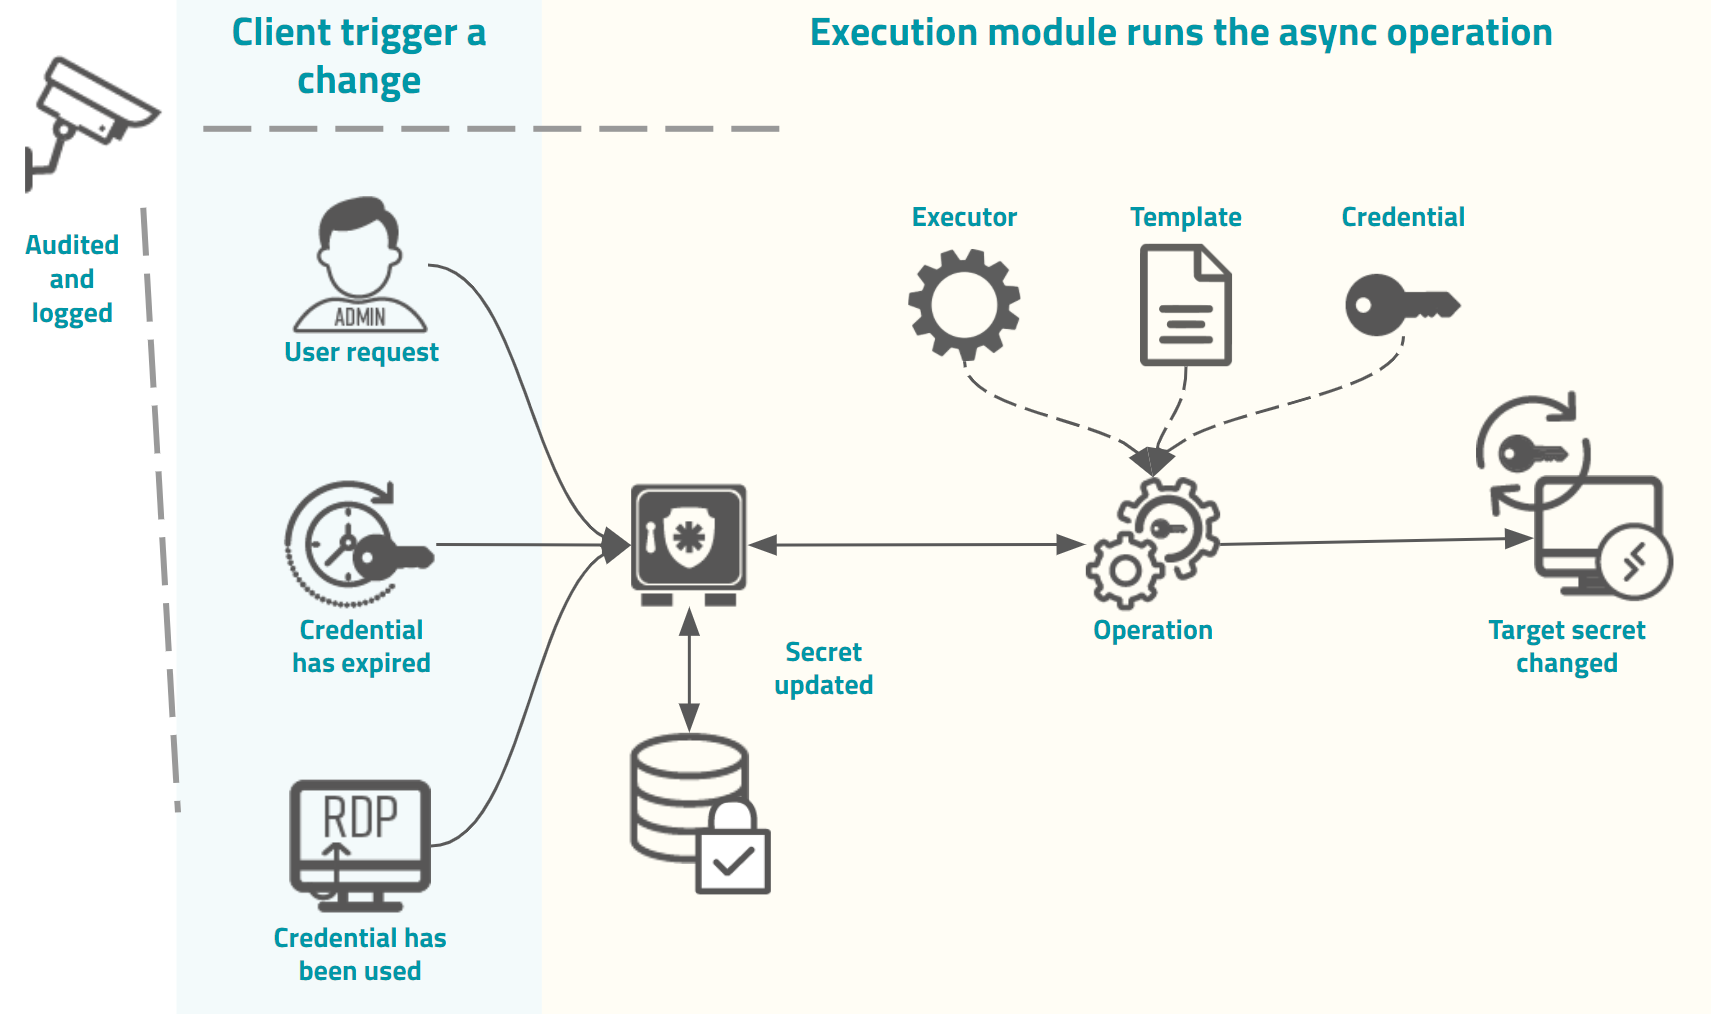 Client trigger a
change
Execution module runs the async operation
Audited
and
logged
ADMIN
User request
Executor
Template
Credential
Credential
has expired
Secret
updated
Operation
Target secret
changed
RDP
Credential has
been used